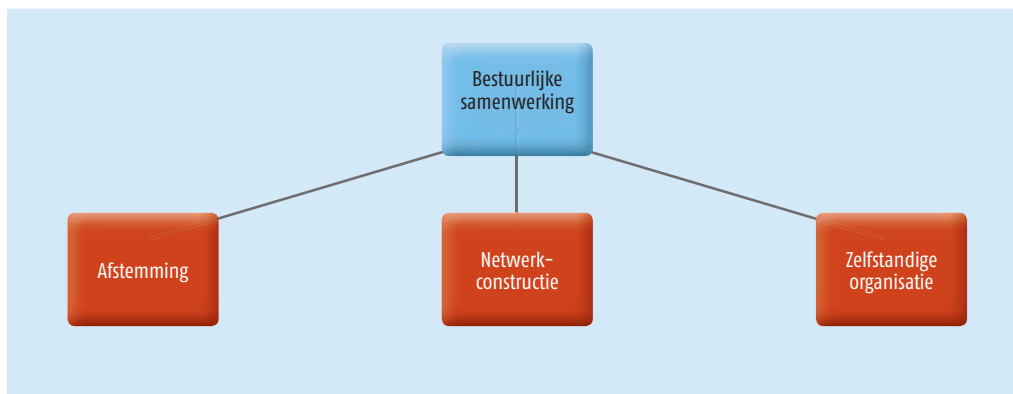 Bestuurlijke
samenwerking
Afstemming
Netwerk-
constructie
Zelfstandige
organisatie